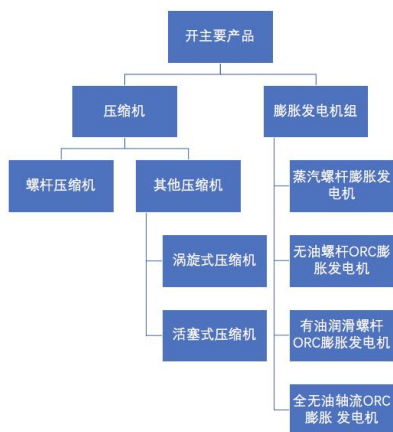 开主要产品
压缩机
膨胀发电机组
螺杆压缩机
其他压缩机
蒸汽螺杆膨胀发
电机
涡旋式压缩机
无油螺杆ORC膨
胀发电机
活塞式压缩机
有油润滑螺杆
ORC膨胀发电机
全无油轴流ORC
膨胀 发电机